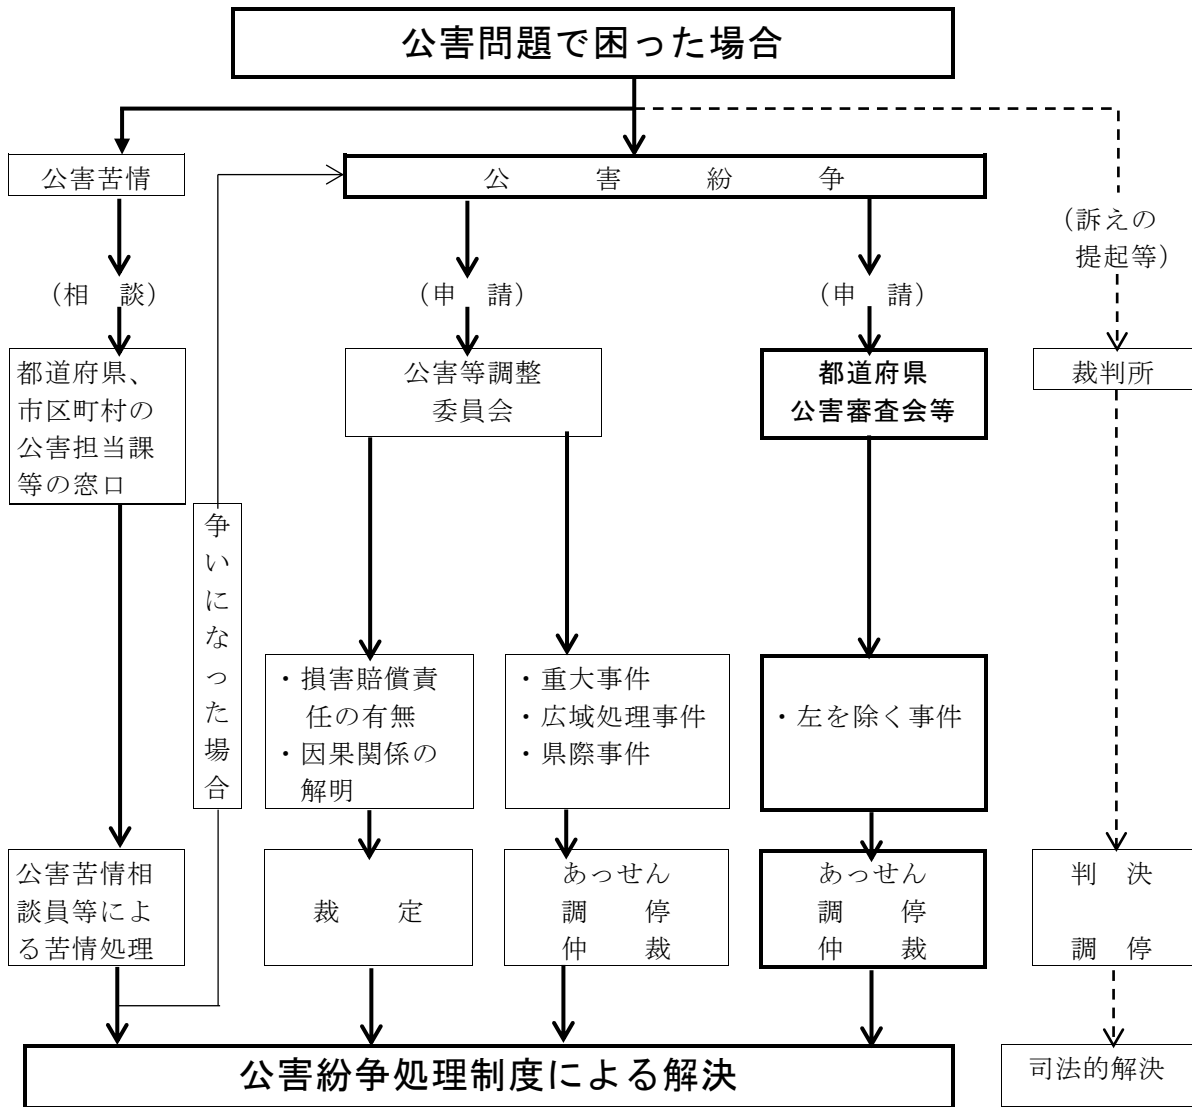 公害問題で困った場合
公害苦情
公　害　紛　争
（訴えの
提起等）
（相　談）
（申　請）
（申　請）
都道府県、
市区町村の
公害担当課
等の窓口
公害等調整
委員会
都道府県
公害審査会等
裁判所
争いになった場合
・損害賠償責
任の有無
・因果関係の
解明
・重大事件
・広域処理事件
・県際事件
・左を除く事件
公害苦情相
談員等によ
る苦情処理
裁　定
あっせん
調　停
仲　裁
あっせん
調　停
仲　裁
判　決
調　停
公害紛争処理制度による解決
司法的解決